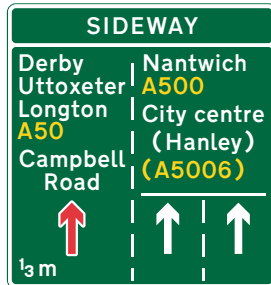 SIDEWAY
Derby
Uttoxeter
Longton
A50
Campbell
Road
⅓ m
Nantwich
A500
City centre
(Hanley)
(A5006)